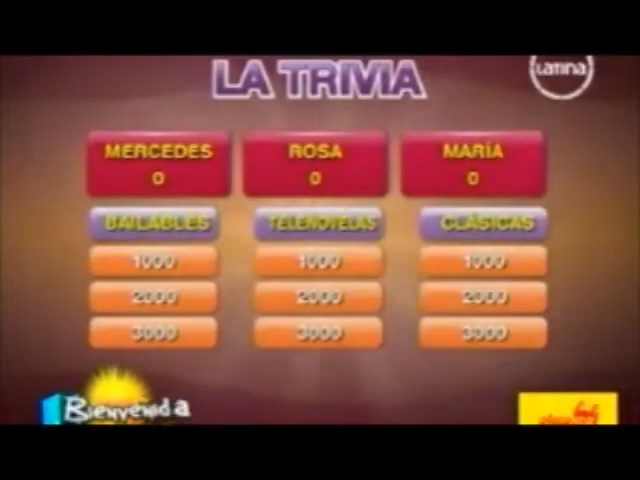 LA TRIVIA
Latina
MERCEDES ROSA MARÍA
0 0 0
BAILABLES TELENOVELAS CLÁSICAS
1000 1000 1000
2000 2000 2000
3000 3000 3000
Bienvenida